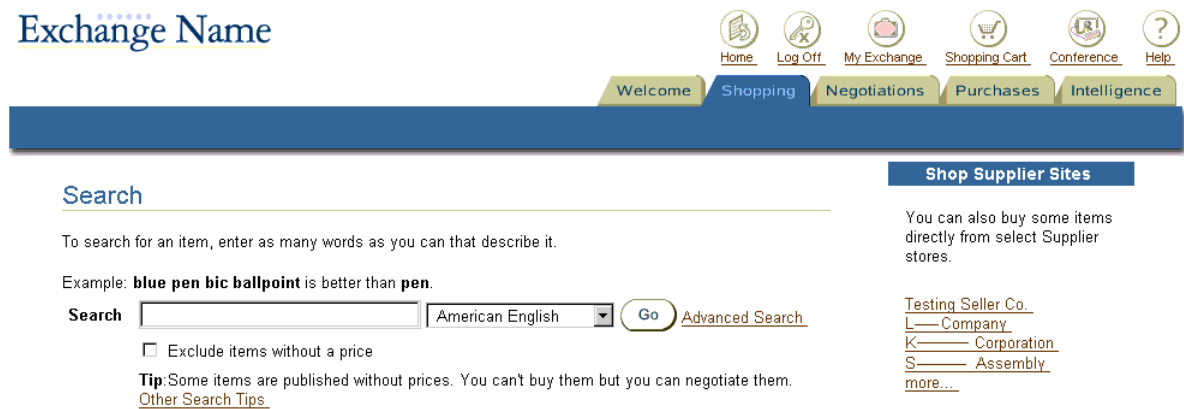 Exchange Name
Home Log Off My Exchange Shopping Cart Conference Help
Welcome Shopping Negotiations Purchases Intelligence
Shop Supplier Sites
Search
You can also buy some items
directly from select Supplier
stores.
To search for an item, enter as many words as you can that describe it.
Example: blue pen bic ballpoint is better than pen.
Search American English Go Advanced Search
Exclude items without a price
Tip:Some items are published without prices. You can't buy them but you can negotiate them.
Other Search Tips
Testing Seller Co.
L——Company
K——— Corporation
S——— Assembly
more...